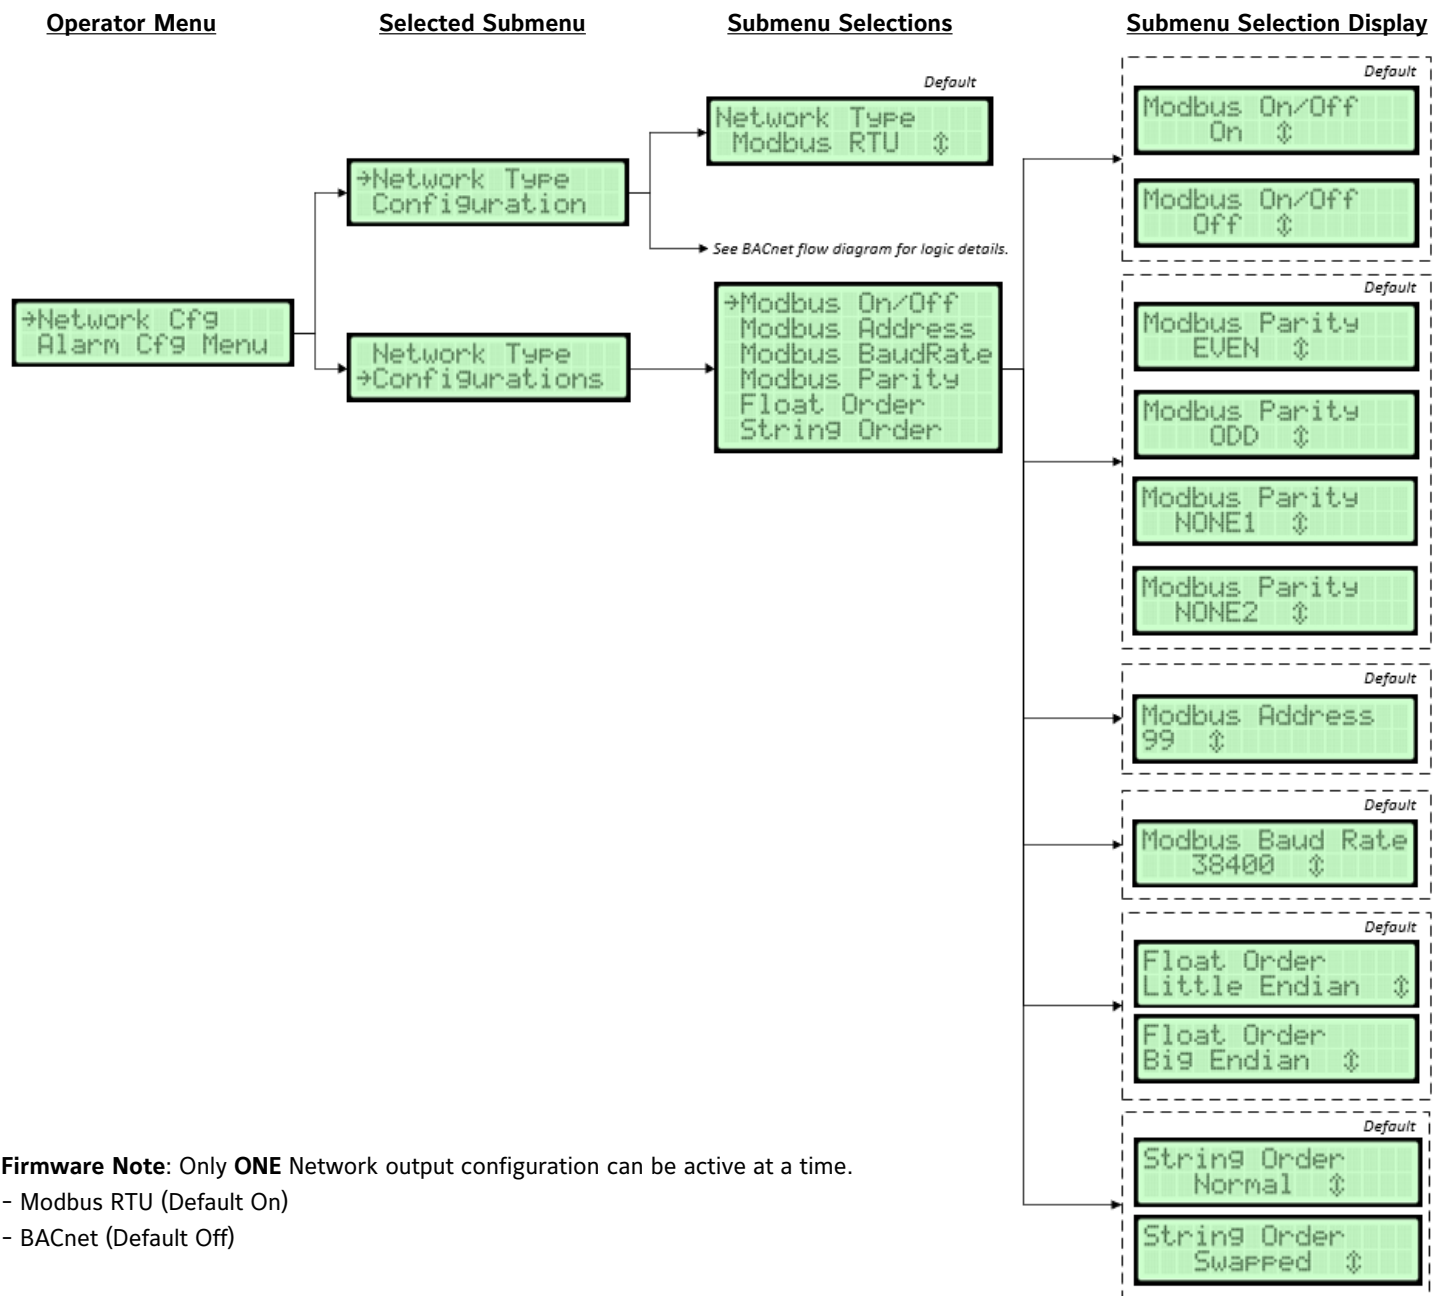 Operator Menu
Selected Submenu
Submenu Selections
Submenu Selection Display
→Network Cfg
Alarm Cfg Menu
→Network Type
Configuration
Network Type
→Configurations
Default
Network Type
Modbus RTU ⇕
See BACnet flow diagram for logic details.
→Modbus On/Off
Modbus Address
Modbus BaudRate
Modbus Parity
Float Order
String Order
Default
Modbus On/Off
On ⇕
Modbus On/Off
Off ⇕
Default
Modbus Parity
EVEN ⇕
Modbus Parity
ODD ⇕
Modbus Parity
NONE1 ⇕
Modbus Parity
NONE2 ⇕
Default
Modbus Address
99 ⇕
Default
Modbus Baud Rate
38400 ⇕
Default
Float Order
Little Endian ⇕
Float Order
Big Endian ⇕
Default
String Order
Normal ⇕
String Order
Swapped ⇕
Firmware Note: Only ONE Network output configuration can be active at a time.
– Modbus RTU (Default On)
– BACnet (Default Off)